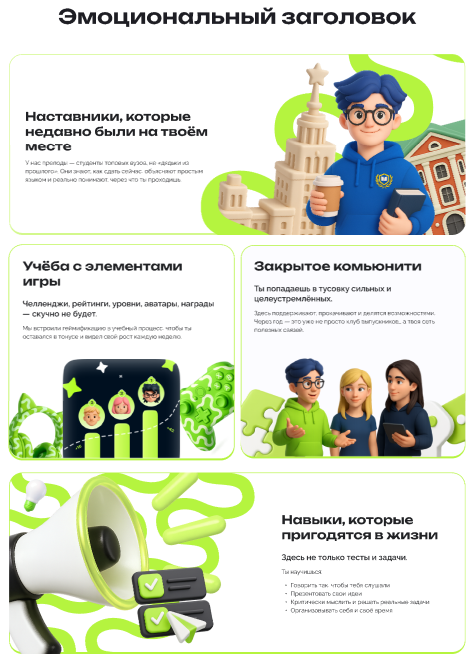 Эмоциональный заголовок
Наставники, которые
недавно были на твоём
месте
У нас преподы — студенты топовых вузов, не «дядьки из
прошлого». Они знают, как сдать сейчас, объясняют простым
языком и реально понимают, через что ты проходишь.
Учёба с элементами
игры
Челленджи, рейтинги, уровни, аватары, награды
— скучно не будет.
Мы встроили геймификацию в учебный процесс, чтобы ты
оставался в тонусе и видел свой рост каждую неделю.
Закрытое комьюнити
Ты попадаешь в тусовку сильных и
целеустремлённых.
Здесь поддерживают, прокачивают и делятся возможностями.
Через год — это уже не просто клуб выпускников, а твоя сеть
полезных связей.
Навыки, которые
пригодятся в жизни
Здесь не только тесты и задачи.
Ты научишься:
• Говорить так, чтобы тебя слушали
• Презентовать свои идеи
• Критически мыслить и решать реальные задачи
• Организовывать себя и своё время